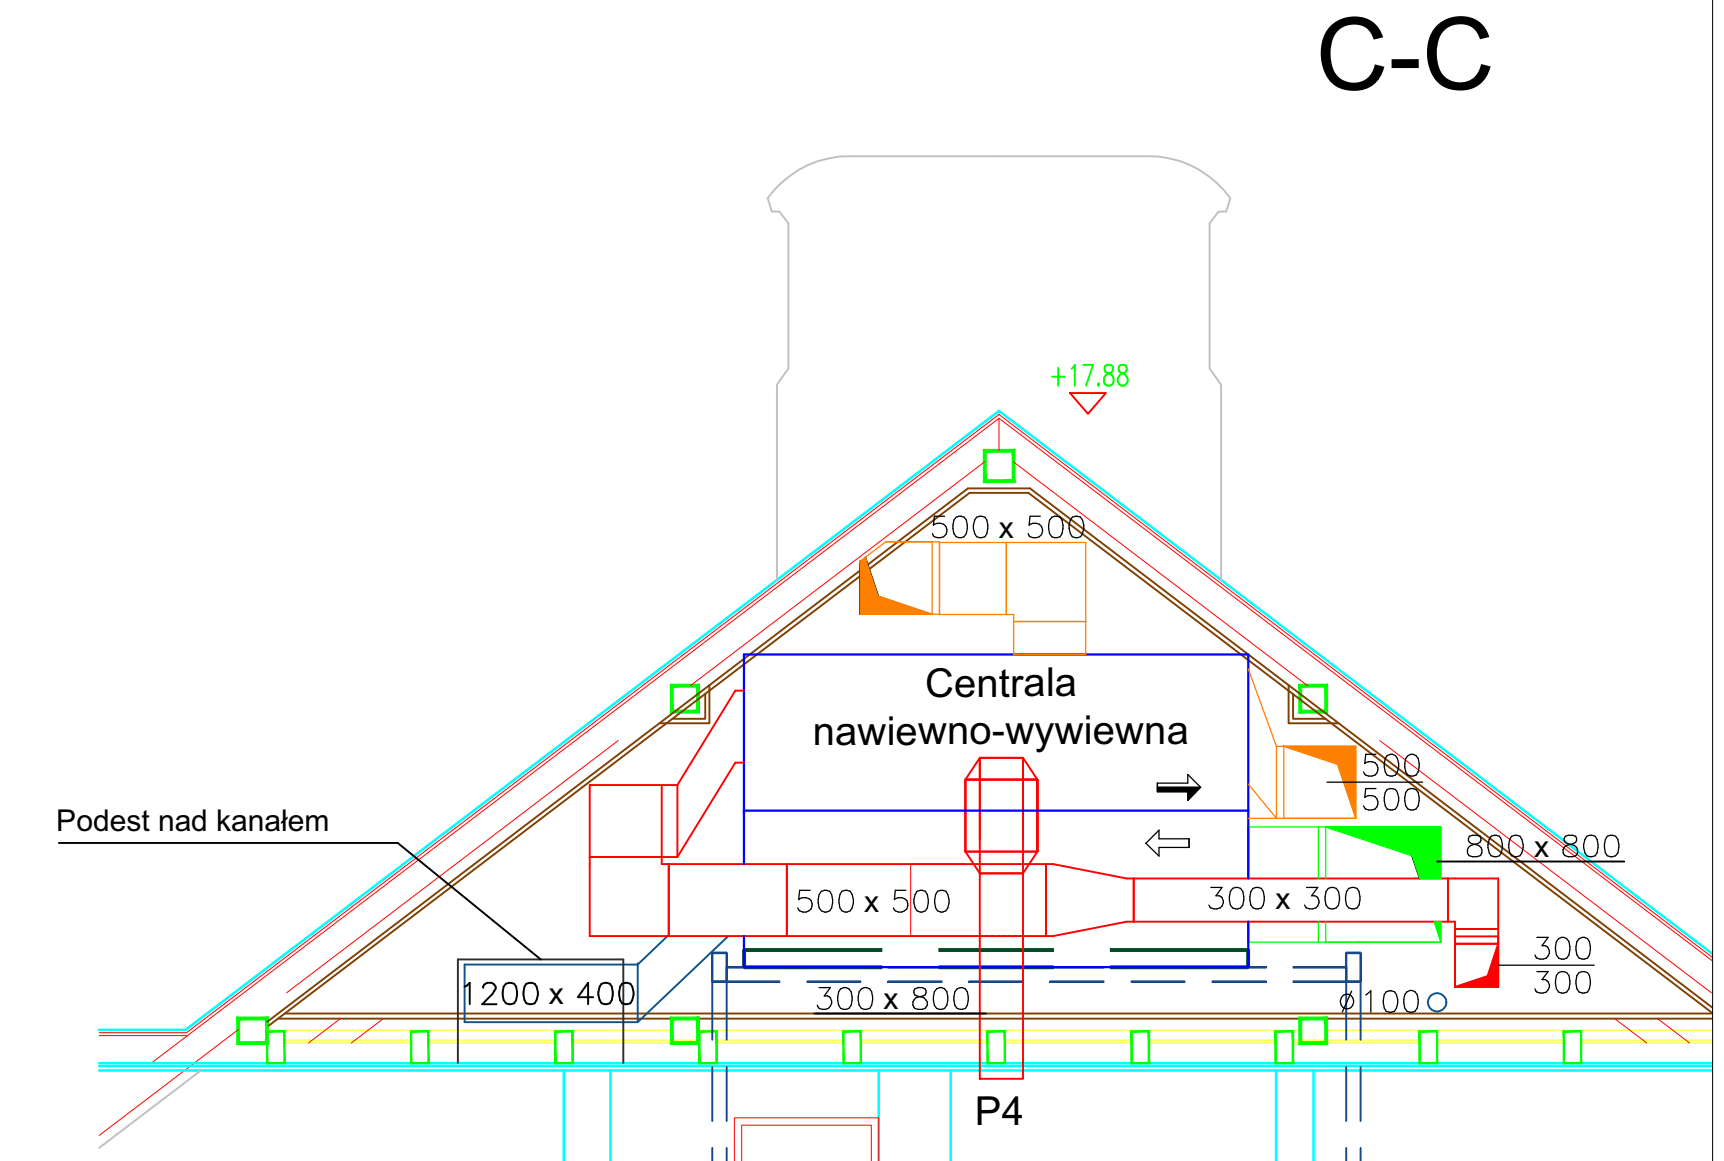 C-C
+17.88
500 x 500
Centrala
nawiewno-wywiewna
500
500
Podest nad kanałem
800 x 800
500 x 500
300 x 300
300
300
1200 x 400
300 x 800
ø100
P4